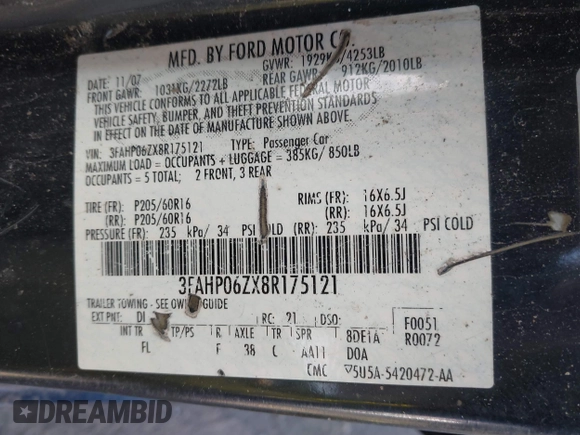 MFD. BY FORD MOTOR CO.
DATE: 11/07 GVWR: 1929KG/4253LB
FRONT GAWR: 1031KG/2272LB REAR GAWR: 912KG/2010LB
THIS VEHICLE CONFORMS TO ALL APPLICABLE FEDERAL MOTOR
VEHICLE SAFETY, BUMPER, AND THEFT PREVENTION STANDARDS
IN EFFECT ON THE DATE OF MANUFACTURE SHOWN ABOVE.
VIN: 3FAHP06ZX8R175121 TYPE: Passenger Car
MAXIMUM LOAD = OCCUPANTS + LUGGAGE = 385KG/ 850LB
OCCUPANTS = 5 TOTAL; 2 FRONT, 3 REAR
TIRE (FR): P205/60R16 RIMS (FR): 16X6.5J
(RR): P205/60R16 (RR): 16X6.5J
PRESSURE (FR): 235 kPa/ 34 PSI COLD (RR): 235 kPa/ 34 PSI COLD
3FAHP06ZX8R175121
TRAILER TOWING - SEE OWNER GUIDE
EXT PNT: DI RC: 21 DSO: F0051
INT TR TP/PS R AXLE TR SPR 8DE1A R0072
FL F 38 C AA11 DOA
CMC ▽5U5A-5420472-AA
DREAMBID